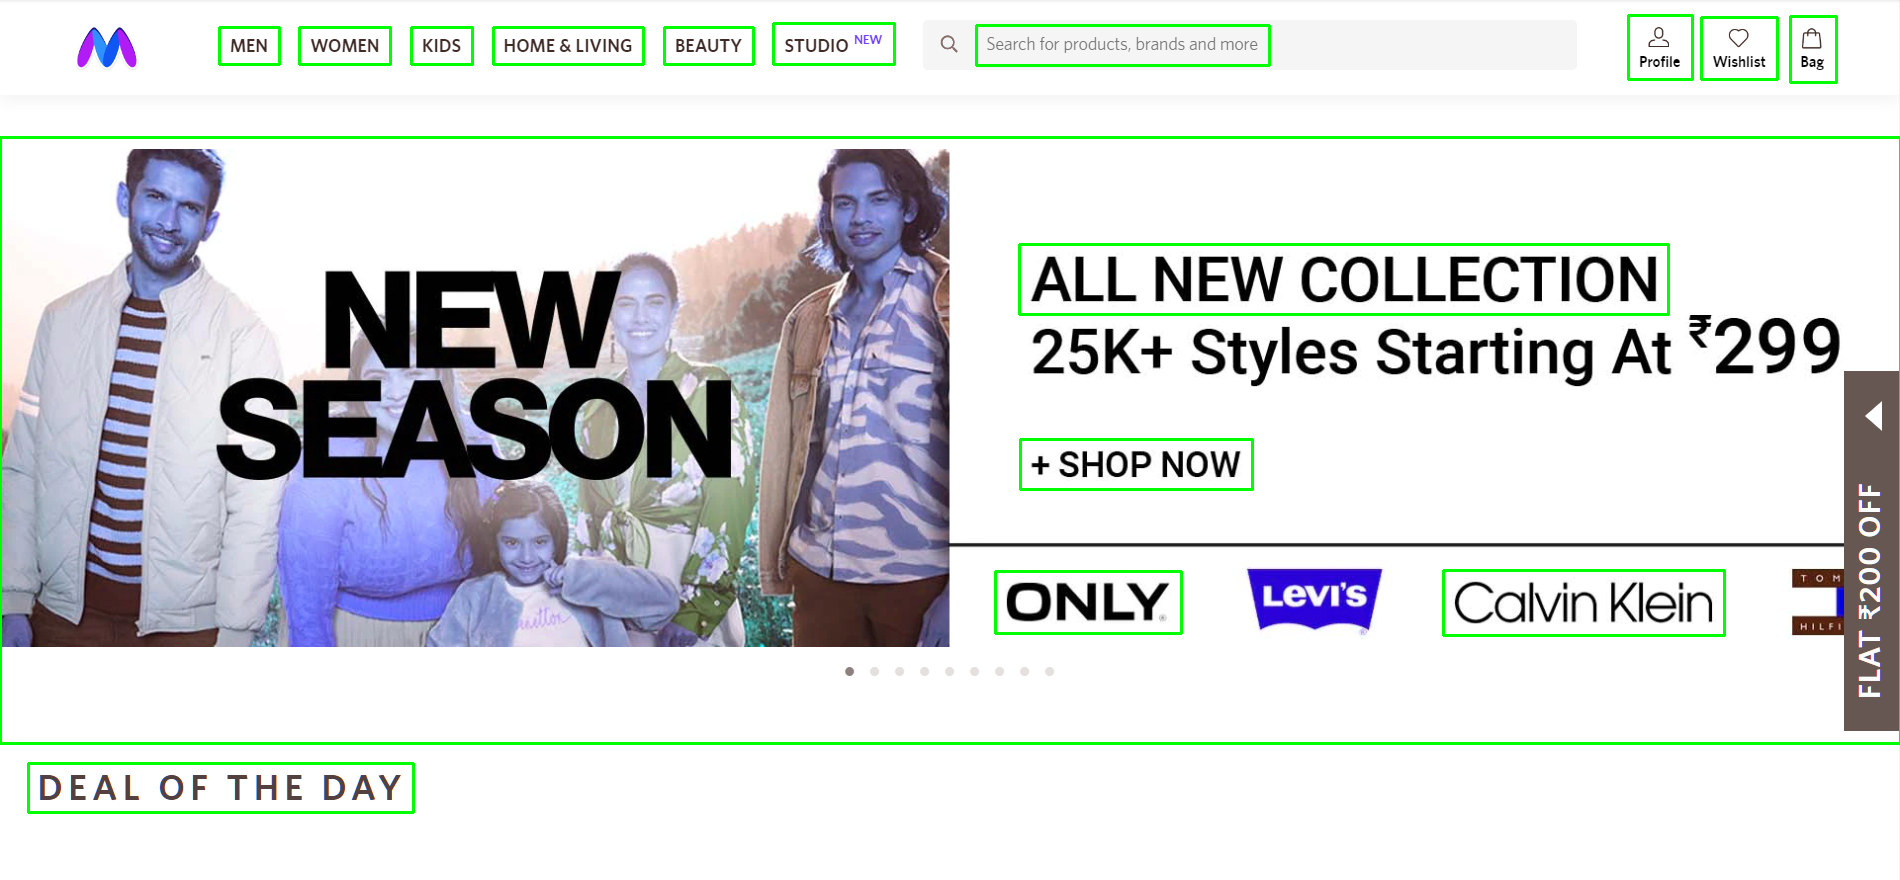 MEN
WOMEN
KIDS
HOME & LIVING
BEAUTY
STUDIO NEW
Search for products, brands and more
Profile
Wishlist
Bag
NEW
SEASON
ALL NEW COLLECTION
25K+ Styles Starting At ₹299
+ SHOP NOW
ONLY®
Levi's®
Calvin Klein
TOM
HILFI
FLAT ₹200 OFF
DEAL OF THE DAY